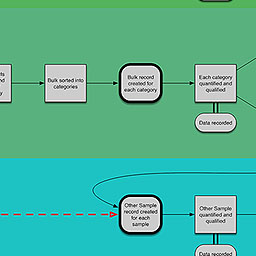 Bulk sorted into
categories
Bulk record
created for
each category
Each category
quantified and
qualified
Data recorded
Other Sample
record created
for each
sample
Other Sample
quantified and
qualified
Data recorded